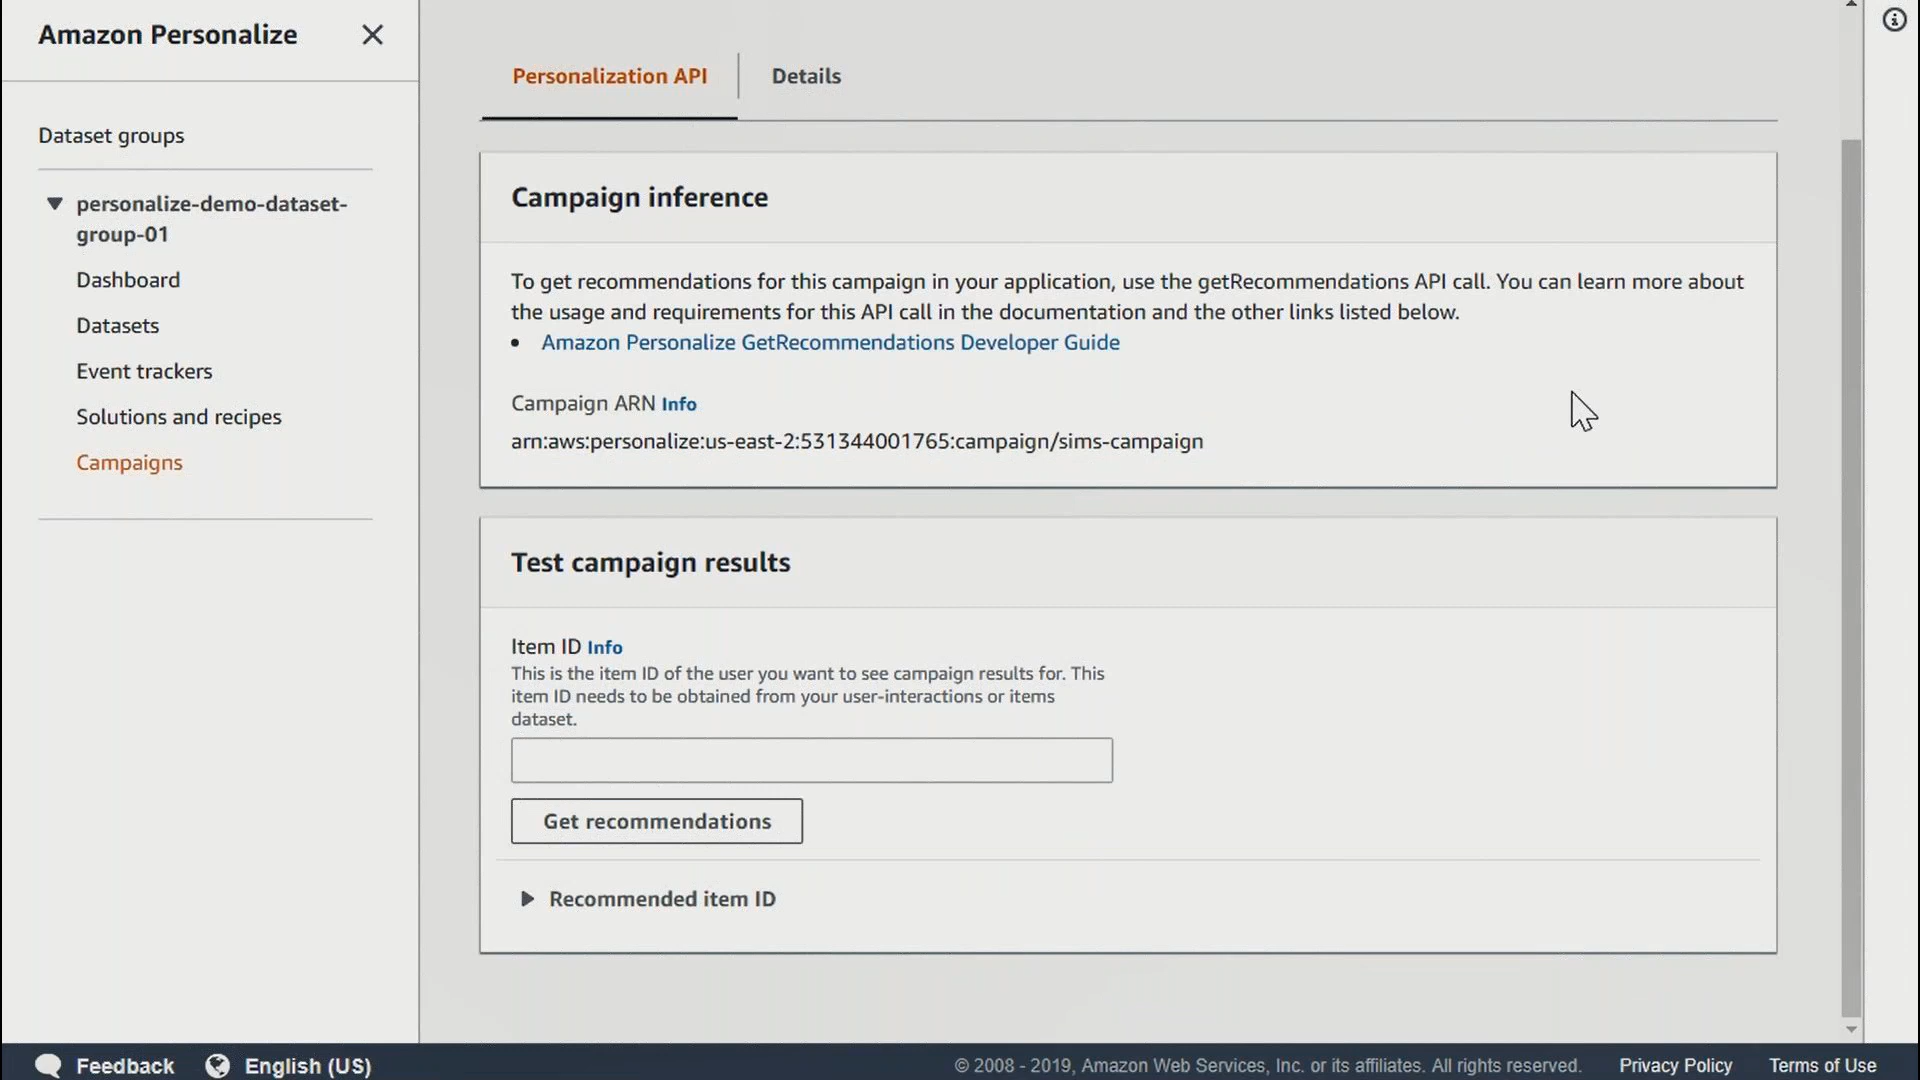 Amazon Personalize
Dataset groups
personalize-demo-dataset-
group-01
Dashboard
Datasets
Event trackers
Solutions and recipes
Campaigns
Personalization API
Details
Campaign inference
To get recommendations for this campaign in your application, use the getRecommendations API call. You can learn more about
the usage and requirements for this API call in the documentation and the other links listed below.
Amazon Personalize GetRecommendations Developer Guide
Campaign ARN Info
arn:aws:personalize:us-east-2:531344001765:campaign/sims-campaign
Test campaign results
Item ID Info
This is the item ID of the user you want to see campaign results for. This
item ID needs to be obtained from your user-interactions or items
dataset.
Get recommendations
Recommended item ID
Feedback
English (US)
© 2008 - 2019, Amazon Web Services, Inc. or its affiliates. All rights reserved.
Privacy Policy
Terms of Use